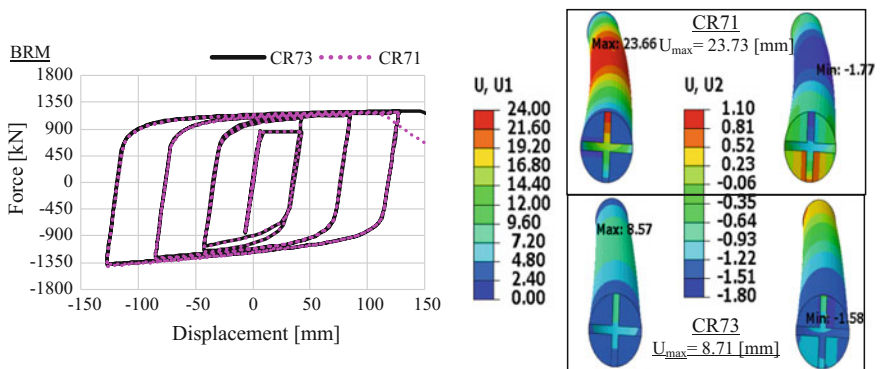 BRM
CR73 CR71
1800
1350
900
450
0
-450
-900
-1350
-1800
Force [kN]
-150 -100 -50 0 50 100 150
Displacement [mm]
U, U1
24.00
21.60
19.20
16.80
14.40
12.00
9.60
7.20
4.80
2.40
0.00
CR71
Umax= 23.73 [mm]
Max: 23.66
Min: -1.77
U, U2
1.10
0.81
0.52
0.23
-0.06
-0.35
-0.64
-0.93
-1.22
-1.51
-1.80
Max: 8.57
Min: -1.58
CR73
Umax= 8.71 [mm]